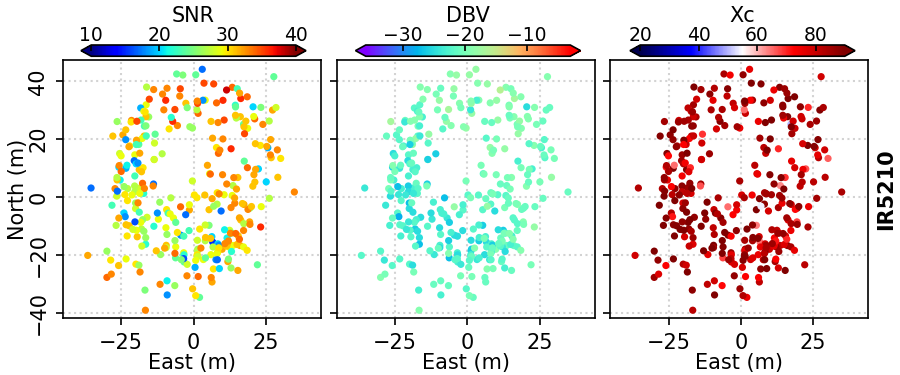 SNR DBV Xc
10 20 30 40 −30 −20 −10 20 40 60 80
40
20
0
−20
−40
North (m)
−25 0 25 −25 0 25 −25 0 25
East (m) East (m) East (m)
IR5210